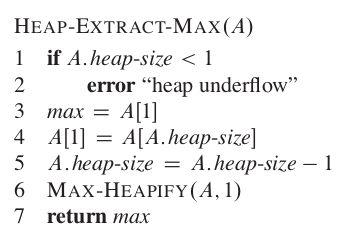 HEAP-EXTRACT-MAX(A)
1 if A.heap-size < 1
2 error “heap underflow”
3 max = A[1]
4 A[1] = A[A.heap-size]
5 A.heap-size = A.heap-size − 1
6 MAX-HEAPIFY(A, 1)
7 return max